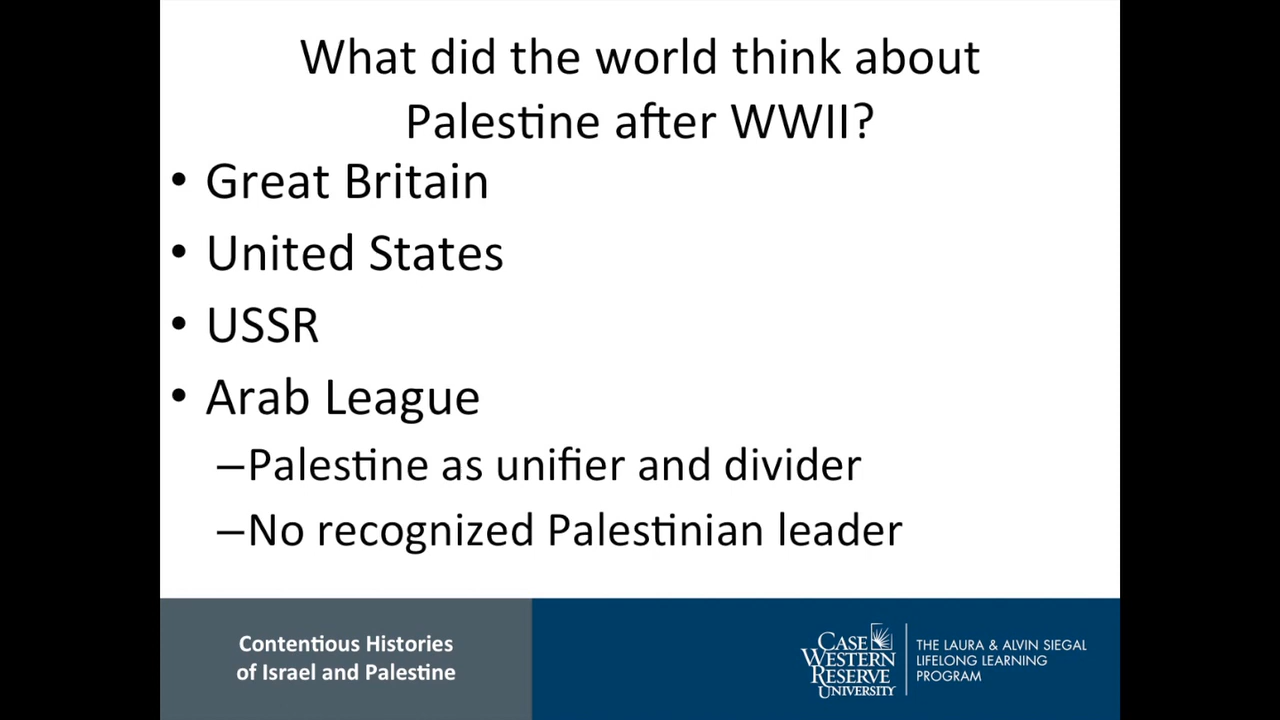 What did the world think about
Palestine after WWII?
• Great Britain
• United States
• USSR
• Arab League
–Palestine as unifier and divider
–No recognized Palestinian leader
Contentious Histories
of Israel and Palestine
CASE
WESTERN
RESERVE
UNIVERSITY
THE LAURA & ALVIN SIEGAL
LIFELONG LEARNING
PROGRAM